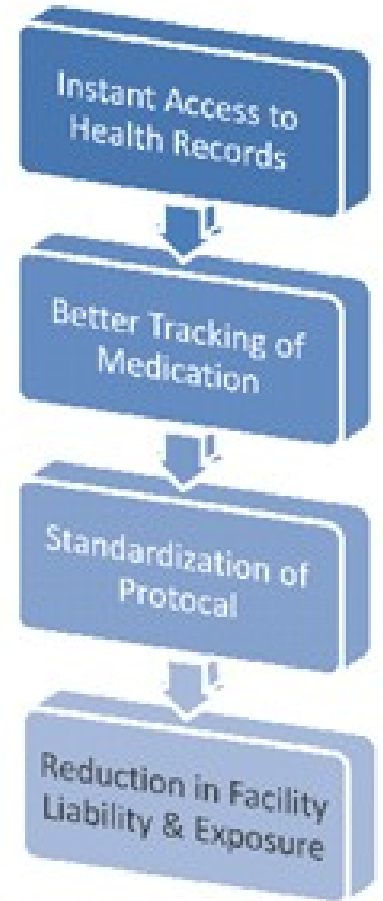 Instant Access to
Health Records
Better Tracking of
Medication
Standardization of
Protocal
Reduction in Facility
Liability & Exposure